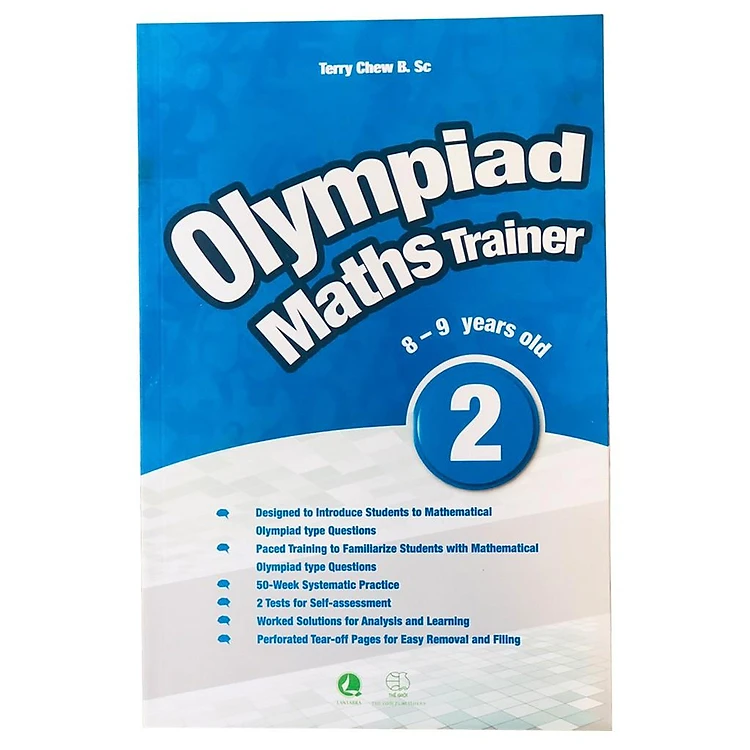 Terry Chew B. Sc
Olympiad
Maths Trainer
8 – 9 years old
2
Designed to Introduce Students to Mathematical
Olympiad type Questions
Paced Training to Familiarize Students with Mathematical
Olympiad type Questions
50-Week Systematic Practice
2 Tests for Self-assessment
Worked Solutions for Analysis and Learning
Perforated Tear-off Pages for Easy Removal and Filing
THẾ GIỚI